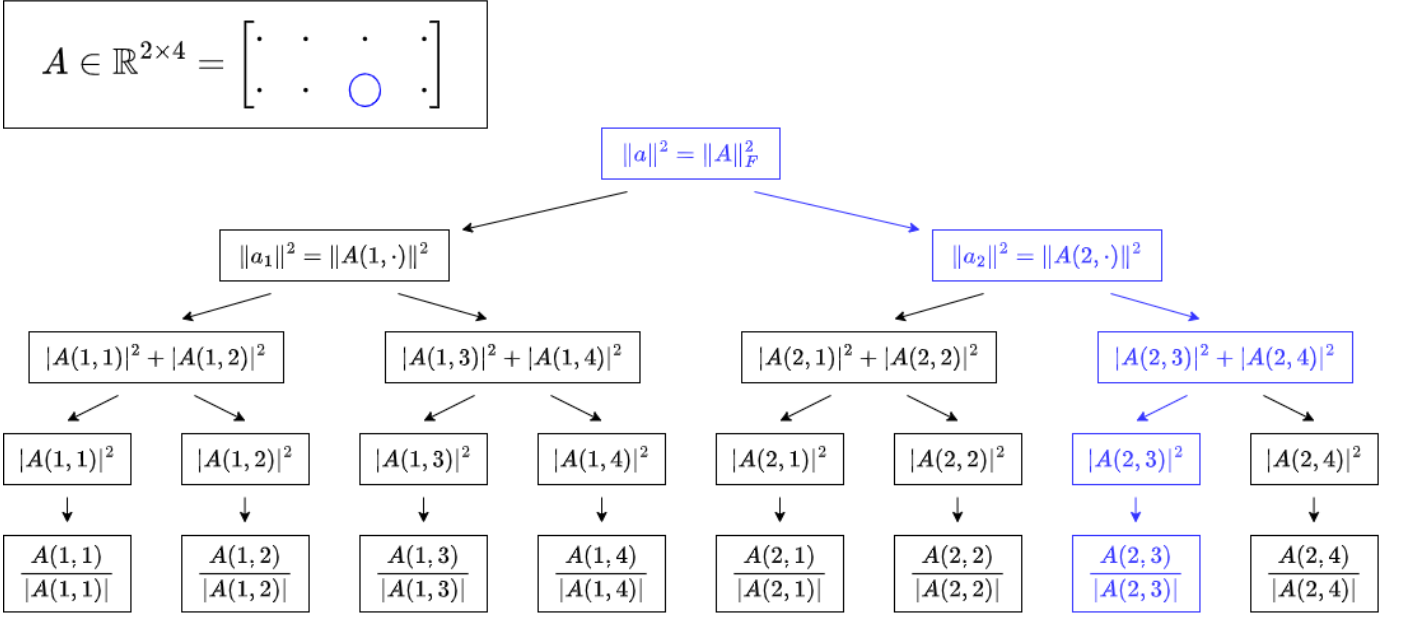 A ∈ ℝ^{2×4} = [· · · · ; · · ◯ ·]
‖a‖² = ‖A‖²_F
‖a₁‖² = ‖A(1,·)‖²
‖a₂‖² = ‖A(2,·)‖²
|A(1,1)|² + |A(1,2)|²
|A(1,3)|² + |A(1,4)|²
|A(2,1)|² + |A(2,2)|²
|A(2,3)|² + |A(2,4)|²
|A(1,1)|²
|A(1,2)|²
|A(1,3)|²
|A(1,4)|²
|A(2,1)|²
|A(2,2)|²
|A(2,3)|²
|A(2,4)|²
A(1,1)
|A(1,1)|
A(1,2)
|A(1,2)|
A(1,3)
|A(1,3)|
A(1,4)
|A(1,4)|
A(2,1)
|A(2,1)|
A(2,2)
|A(2,2)|
A(2,3)
|A(2,3)|
A(2,4)
|A(2,4)|